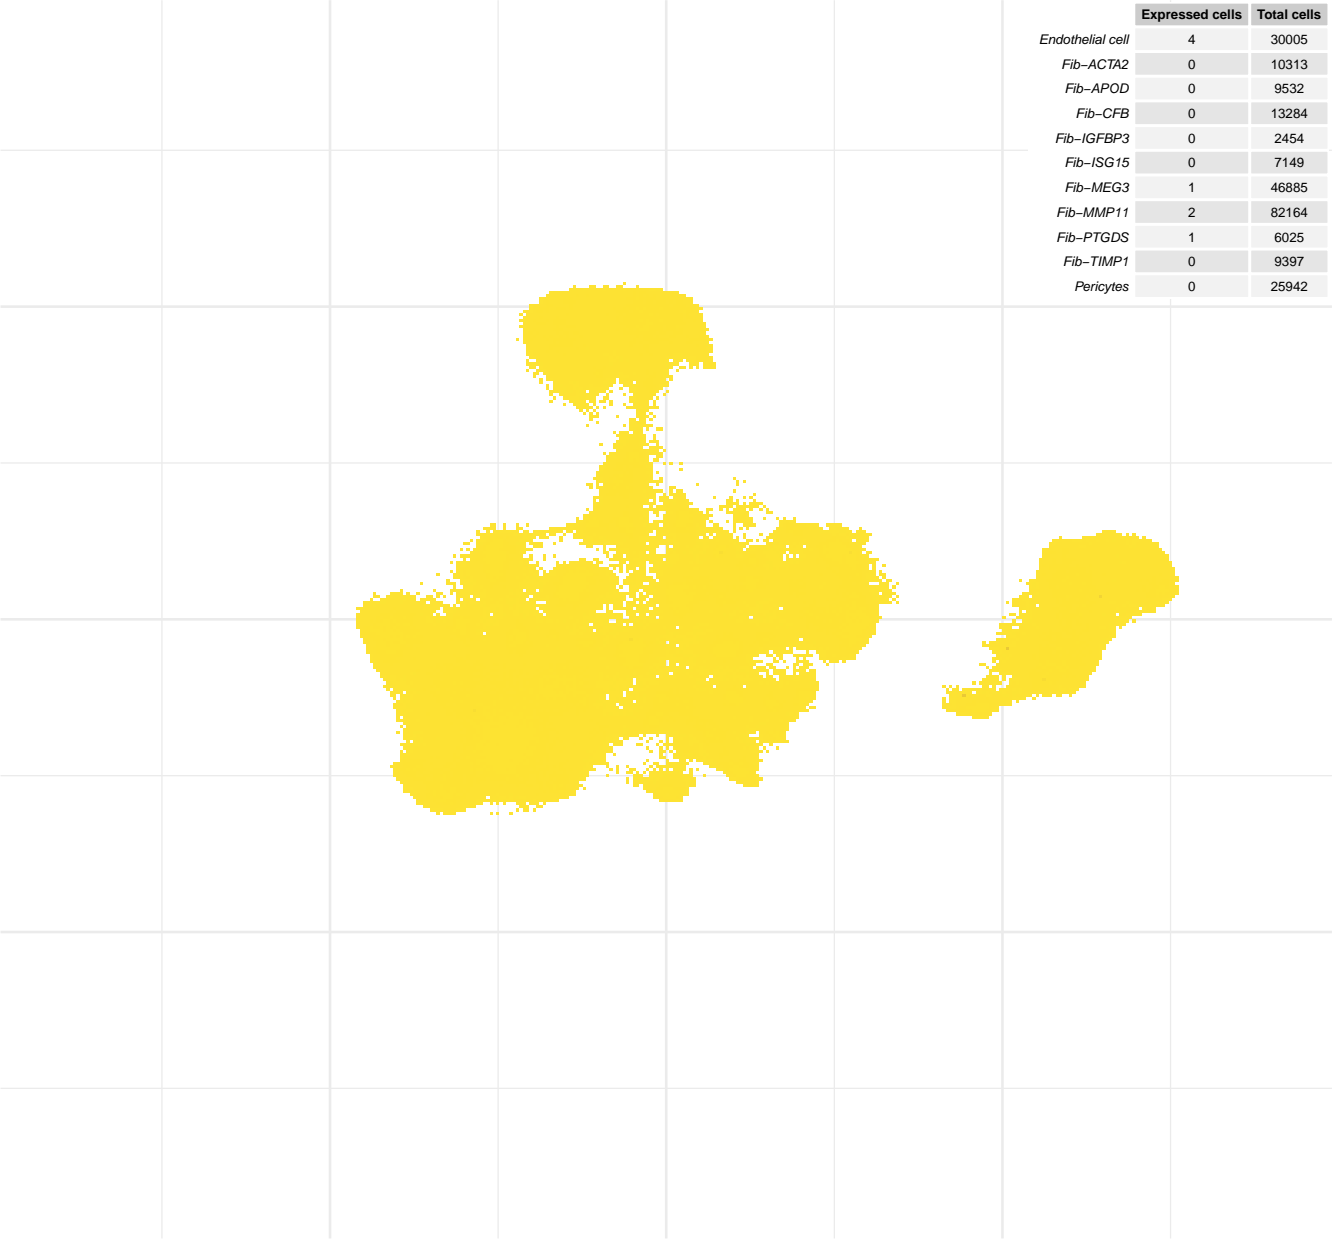 Expressed cells Total cells
Endothelial cell 4 30005
Fib−ACTA2 0 10313
Fib−APOD 0 9532
Fib−CFB 0 13284
Fib−IGFBP3 0 2454
Fib−ISG15 0 7149
Fib−MEG3 1 46885
Fib−MMP11 2 82164
Fib−PTGDS 1 6025
Fib−TIMP1 0 9397
Pericytes 0 25942